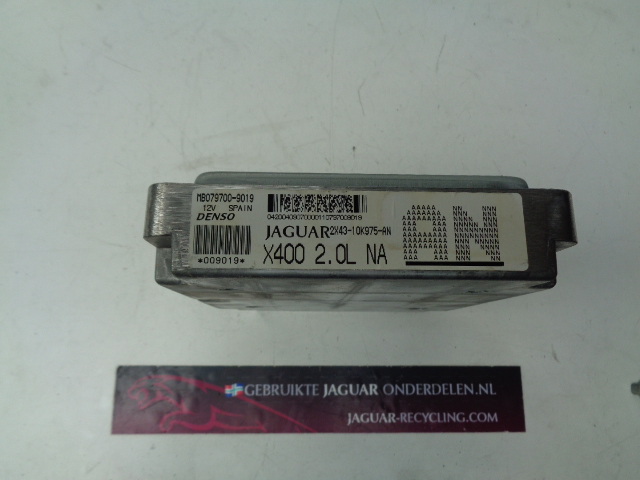 MB079700-9019
12V SPAIN
DENSO
*009019*
JAGUAR 2X43-10K975-AN
X400 2.0L NA
AN
GEBRUIKTE JAGUAR ONDERDELEN.NL
JAGUAR-RECYCLING.COM